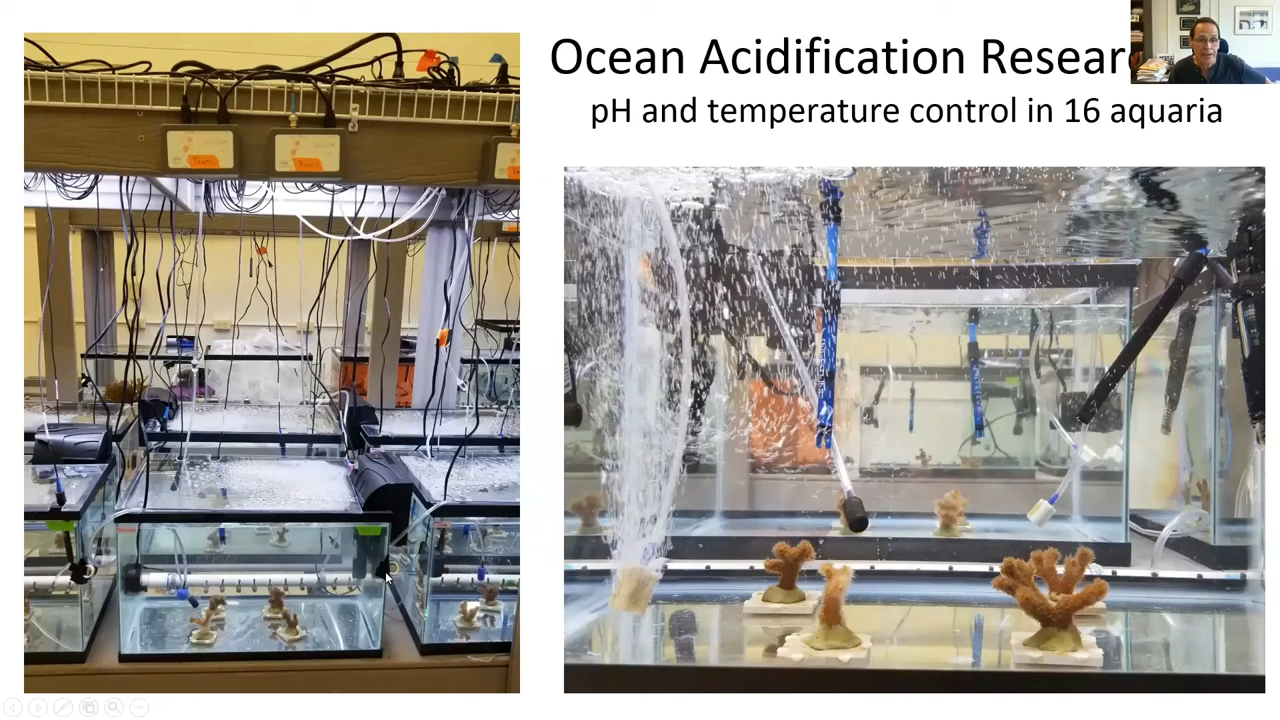 Ocean Acidification Resear
pH and temperature control in 16 aquaria